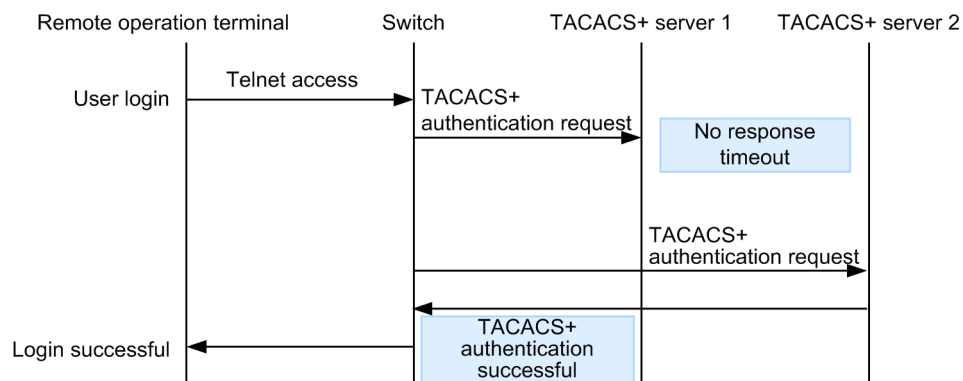 Remote operation terminal
Switch
TACACS+ server 1
TACACS+ server 2
Telnet access
User login
TACACS+
authentication request
No response
timeout
TACACS+
authentication request
TACACS+
authentication
successful
Login successful